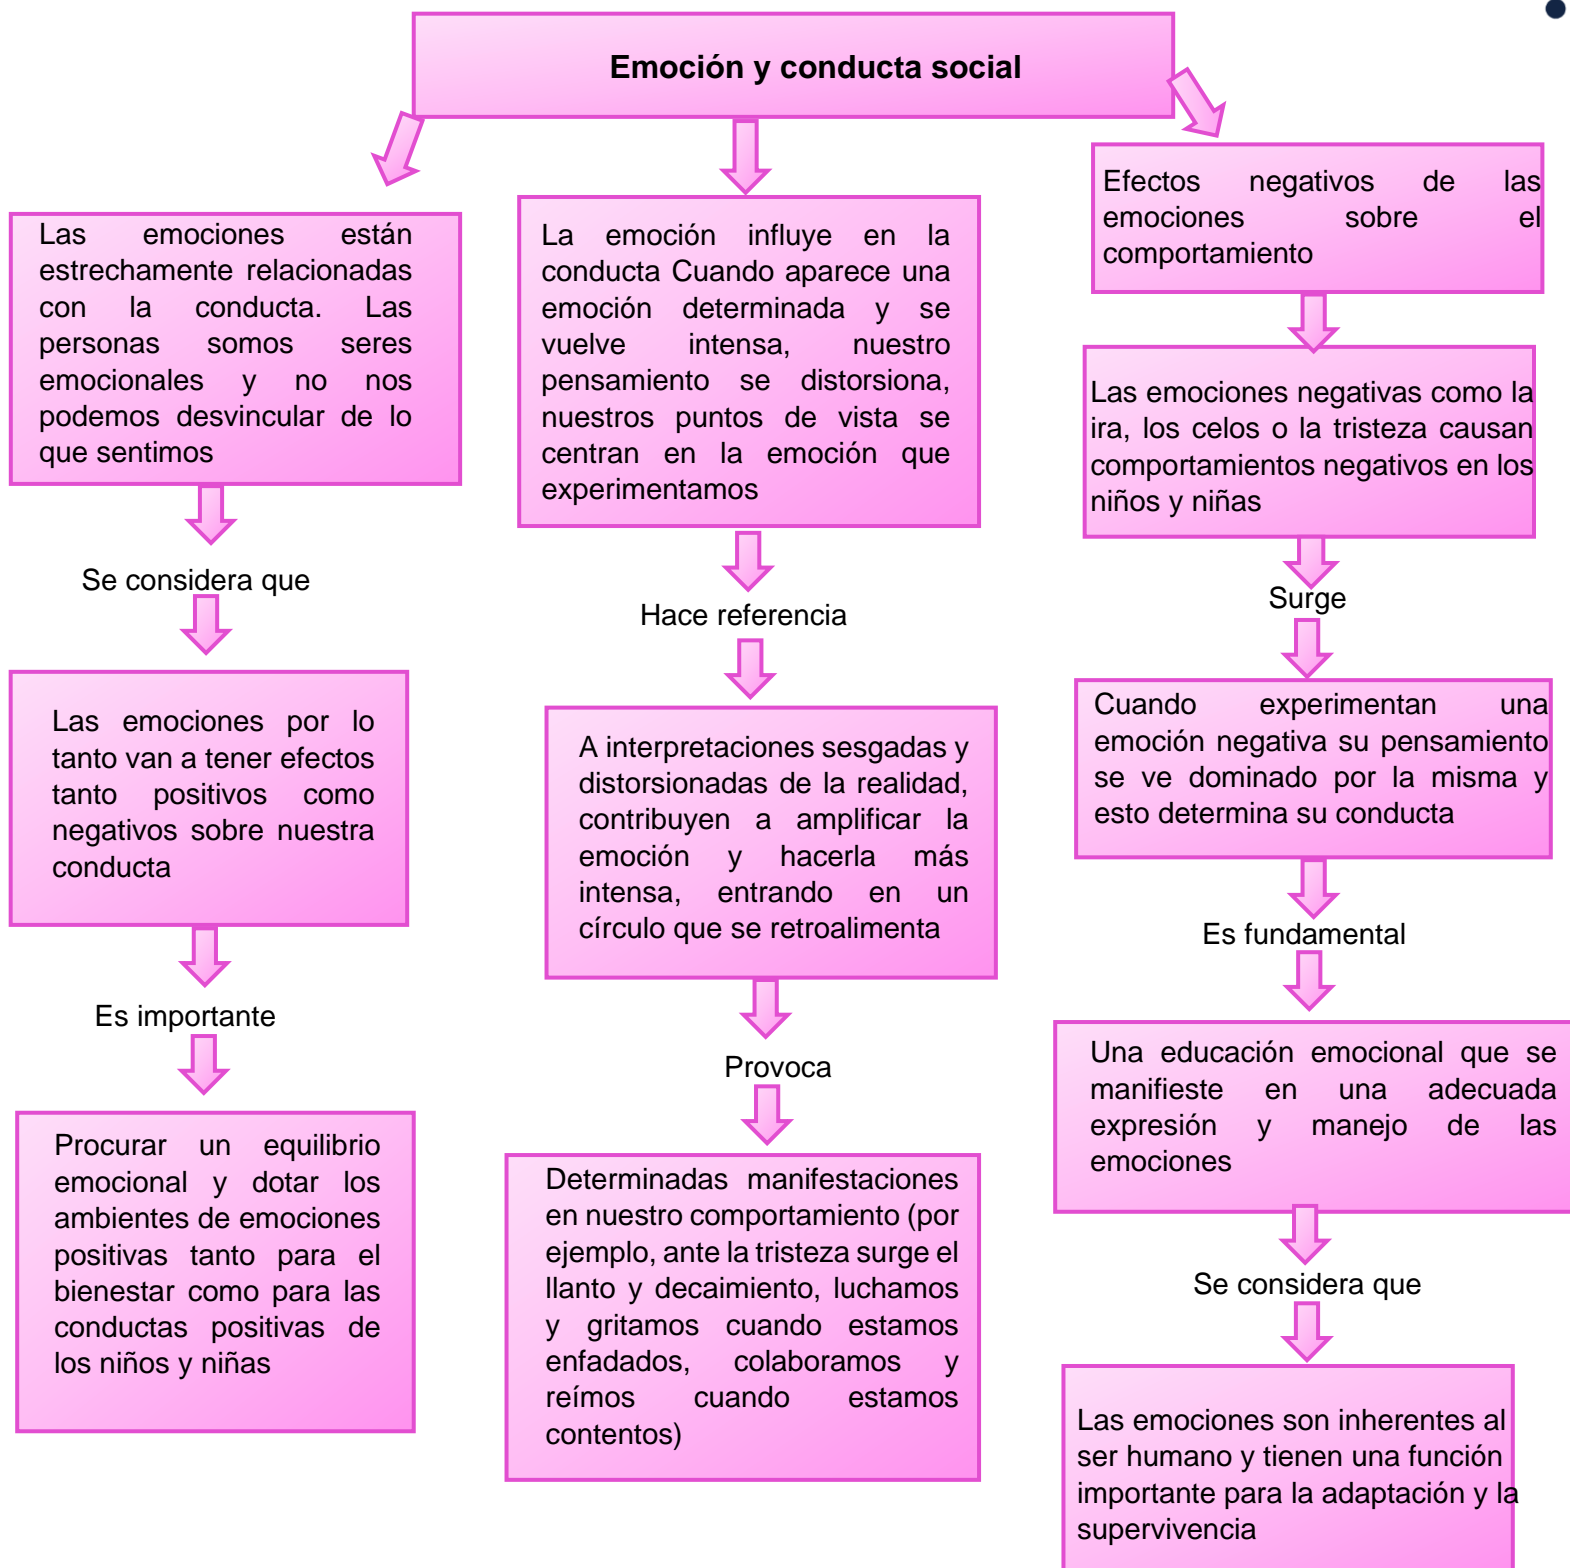 Emoción y conducta social
Las emociones están
estrechamente relacionadas
con la conducta. Las
personas somos seres
emocionales y no nos
podemos desvincular de lo
que sentimos
Se considera que
Las emociones por lo
tanto van a tener efectos
tanto positivos como
negativos sobre nuestra
conducta
Es importante
Procurar un equilibrio
emocional y dotar los
ambientes de emociones
positivas tanto para el
bienestar como para las
conductas positivas de
los niños y niñas
La emoción influye en la
conducta Cuando aparece una
emoción determinada y se
vuelve intensa, nuestro
pensamiento se distorsiona,
nuestros puntos de vista se
centran en la emoción que
experimentamos
Hace referencia
A interpretaciones sesgadas y
distorsionadas de la realidad,
contribuyen a amplificar la
emoción y hacerla más
intensa, entrando en un
círculo que se retroalimenta
Provoca
Determinadas manifestaciones
en nuestro comportamiento (por
ejemplo, ante la tristeza surge el
llanto y decaimiento, luchamos
y gritamos cuando estamos
enfadados, colaboramos y
reímos cuando estamos
contentos)
Efectos negativos de las
emociones sobre el
comportamiento
Las emociones negativas como la
ira, los celos o la tristeza causan
comportamientos negativos en los
niños y niñas
Surge
Cuando experimentan una
emoción negativa su pensamiento
se ve dominado por la misma y
esto determina su conducta
Es fundamental
Una educación emocional que se
manifieste en una adecuada
expresión y manejo de las
emociones
Se considera que
Las emociones son inherentes al
ser humano y tienen una función
importante para la adaptación y la
supervivencia